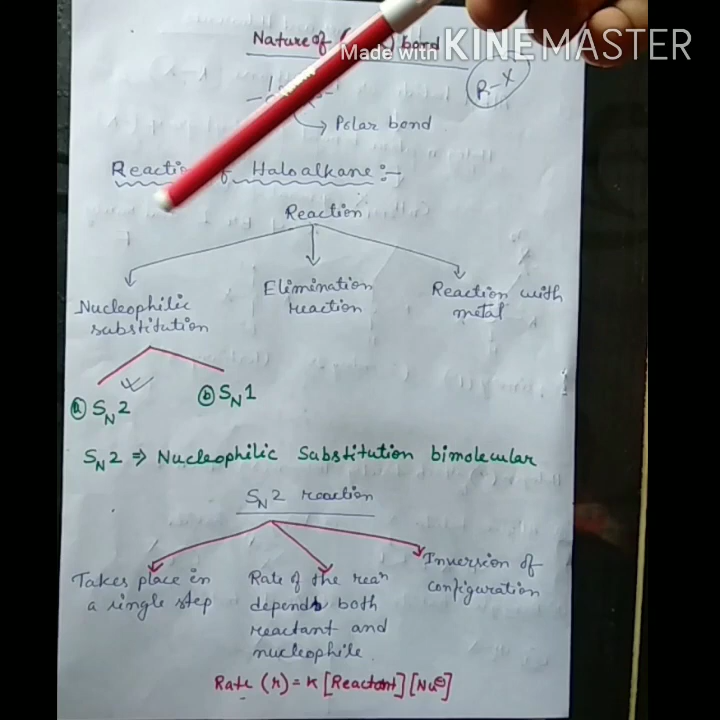 Nature of ( bond
Made with KINEMASTER
R-X
→ Polar bond
Reaction of Haloalkane :-
Reaction
Nucleophilic substitution
Elimination reaction
Reaction with metal
ⓐ SN2
ⓑ SN1
SN2 ⇒ Nucleophilic Substitution bimolecular
SN2 reaction
Takes place in
a single step
Rate of the reaⁿ
depends both
reactant and
nucleophile.
Inversion of
configuration
Rate (r) = K [Reactant] [Nu⊖]